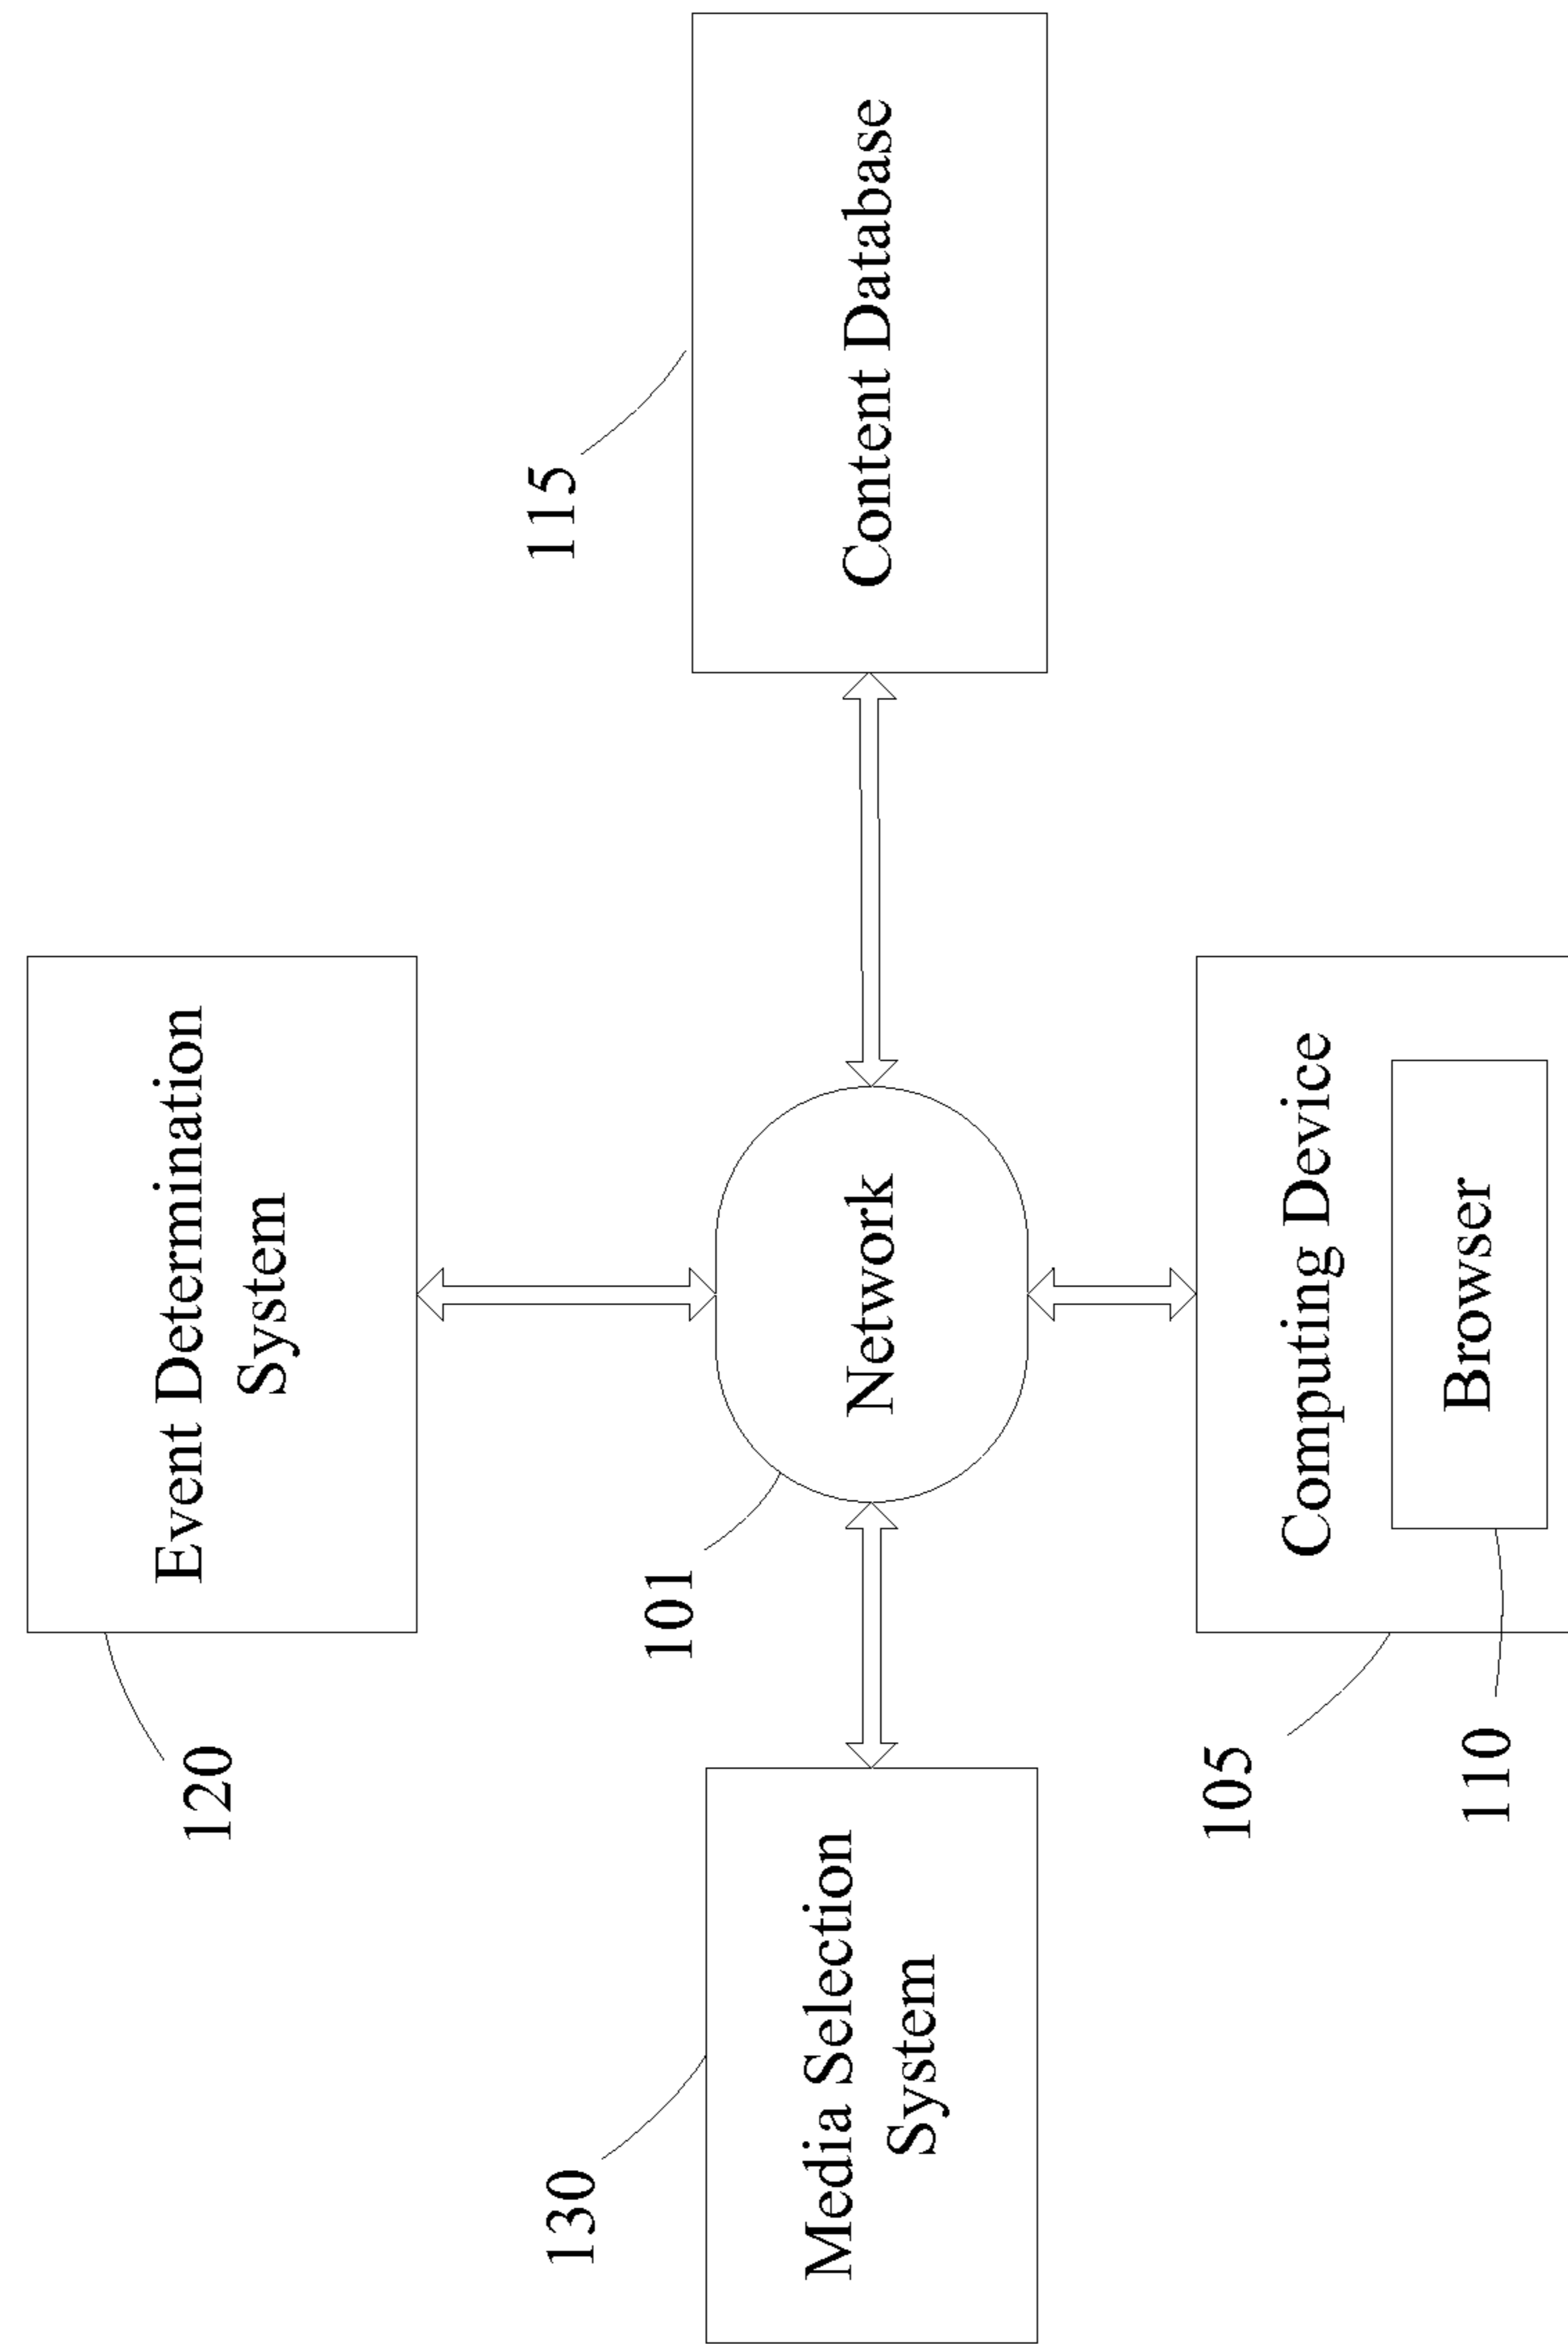 120
Event Determination
System
130
Media Selection
System
101
Network
115
Content Database
105
Computing Device
110
Browser